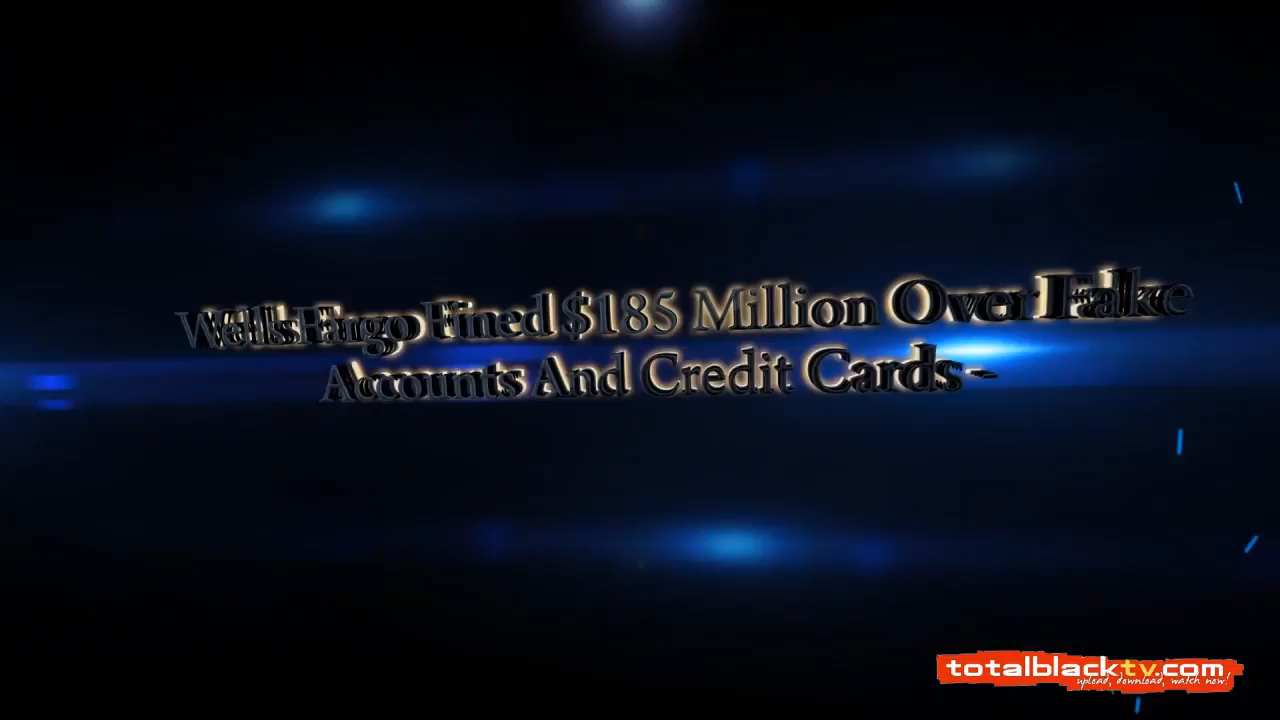 Wells Fargo Fined $185 Million Over Fake
Accounts And Credit Cards -
totalblacktv.com
upload, download, watch now!